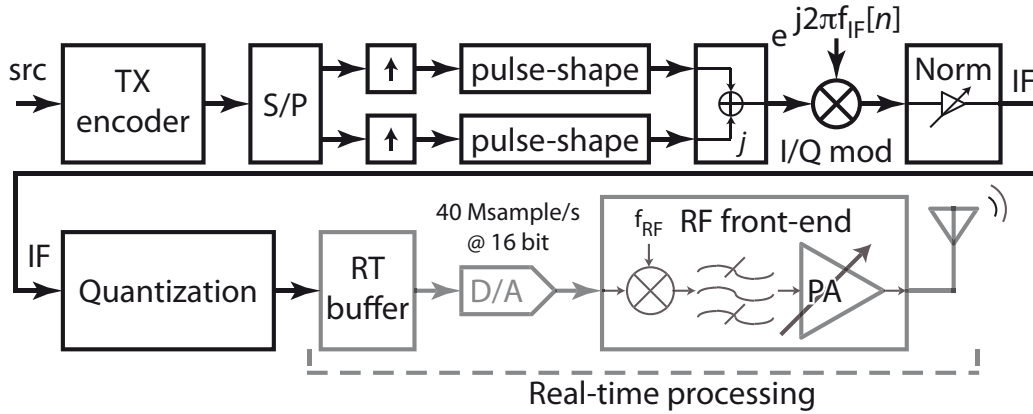 src
TX
encoder
S/P
↑
pulse-shape
↑
pulse-shape
j
e j2πf_IF[n]
I/Q mod
Norm
IF
IF
Quantization
RT
buffer
40 Msample/s
@ 16 bit
D/A
f_RF
RF front-end
PA
Real-time processing